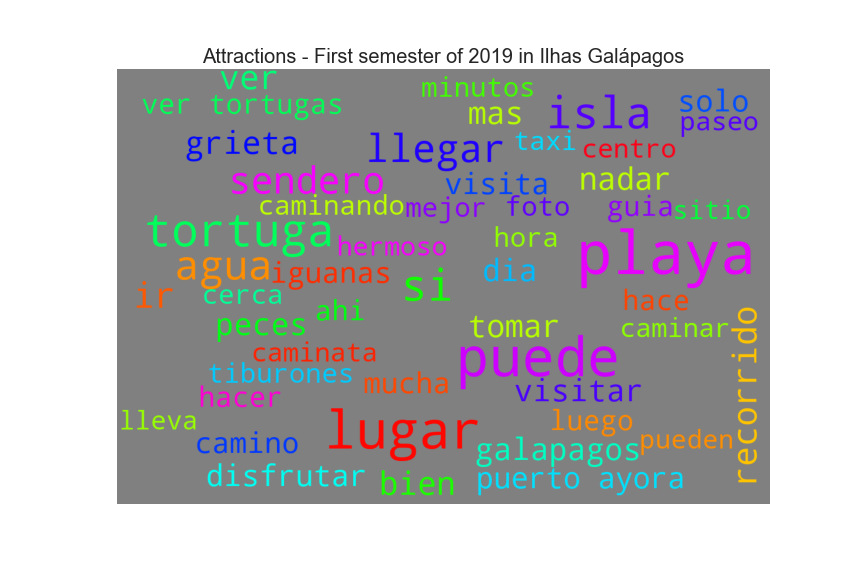 Attractions - First semester of 2019 in Ilhas Galápagos
ver
minutos
solo
ver tortugas
mas
isla
paseo
grieta
llegar
taxi
centro
sendero
visita
nadar
caminando
mejor
foto
guia
sitio
tortuga
hermoso
hora
playa
agua
iguanas
si
dia
ir
cerca
hace
peces
ahi
tomar
caminar
recorrido
caminata
puede
tiburones
mucha
visitar
hacer
lleva
lugar
luego
camino
galapagos
pueden
disfrutar
bien
puerto ayora